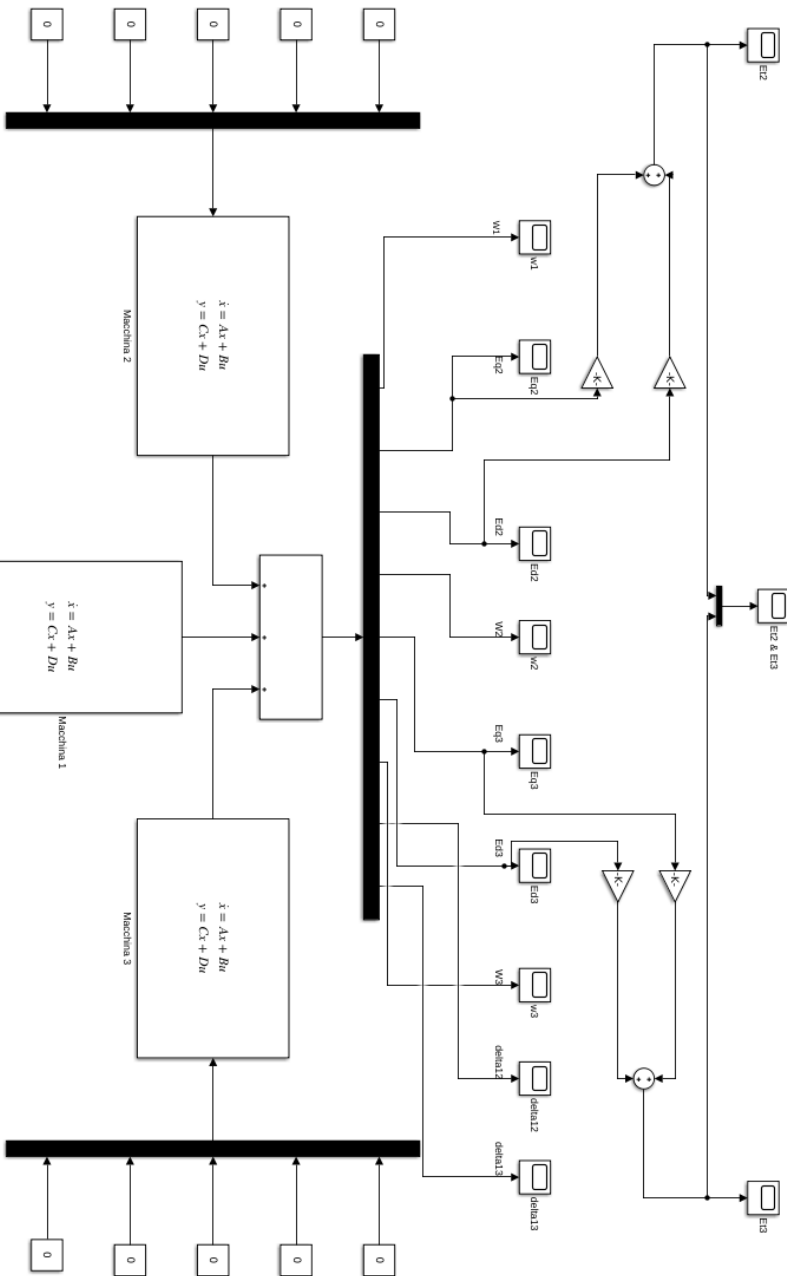 Et2
Et2 & Et3
Et3
-K-
-K-
+ +
+ +
-K-
-K-
w1
Eq2
Ed2
w2
Eq3
Ed3
w3
delta12
delta13
W1
Eq2
Ed2
W2
Eq3
Ed3
W3
delta12
delta13
+
+
+
0
0
0
0
0
ẋ = Ax + Bu
y = Cx + Du
Macchina 2
ẋ = Ax + Bu
y = Cx + Du
Macchina 3
0
0
0
0
0
ẋ = Ax + Bu
y = Cx + Du
Macchina 1